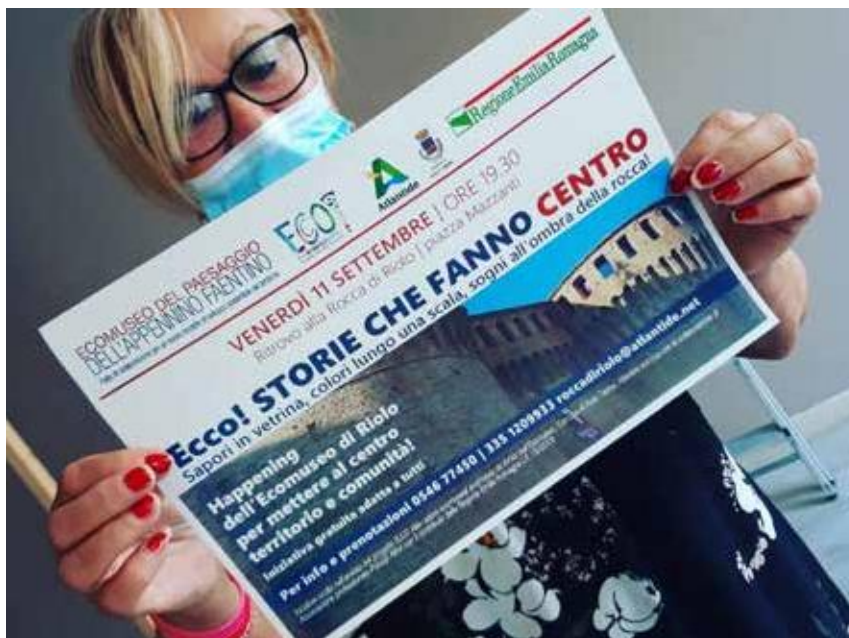 ECOMUSEO DEL PAESAGGIO
DELL'APPENNINO FAENTINO
ECO
Atlantide
RegioneEmiliaRomagna
VENERDÌ 11 SETTEMBRE | ORE 19.30
Ritrovo alla Rocca di Riolo | piazza Mazzanti
Ecco! STORIE CHE FANNO CENTRO
Sapori in vetrina, colori lungo una scala, sogni all'ombra della rocca!
Happening
dell'Ecomuseo di Riolo
per mettere al centro
territorio e comunità!
Iniziativa gratuita adatta a tutti
Per info e prenotazioni 0546 77450 | 335 1209933 roccadiriolo@atlantide.net